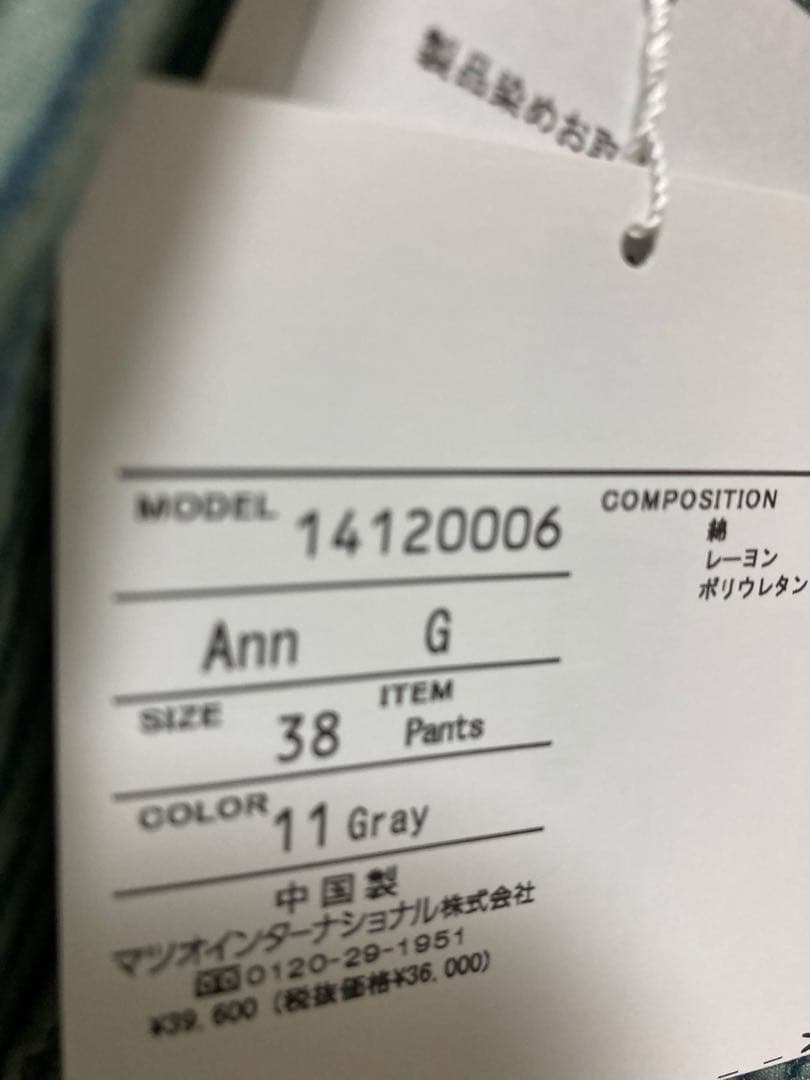 製品染めお取
MODEL 14120006
Ann G
SIZE 38 ITEM Pants
COLOR 11 Gray
中国製
マツオインターナショナル株式会社
0120-29-1951
¥39,600 (税抜価格¥36,000)
COMPOSITION
綿
レーヨン
ポリウレタン